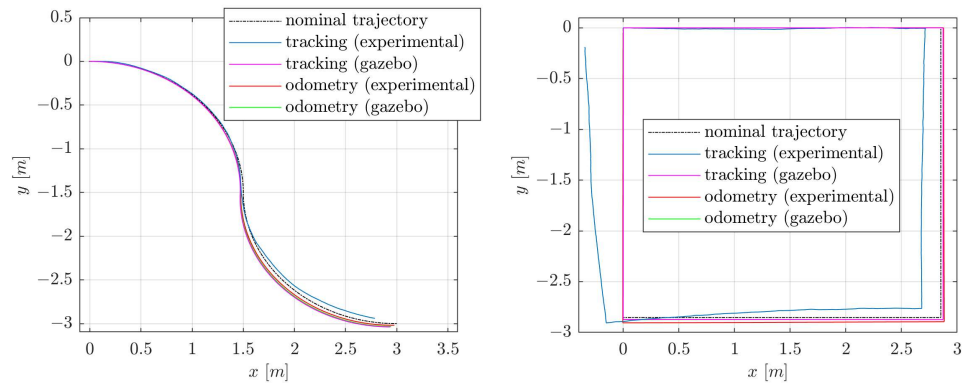 0.5
0
−0.5
−1
−1.5
−2
−2.5
−3
y [m]
0 0.5 1 1.5 2 2.5 3 3.5
x [m]
nominal trajectory
tracking (experimental)
tracking (gazebo)
odometry (experimental)
odometry (gazebo)
0
−0.5
−1
−1.5
−2
−2.5
−3
y [m]
0 0.5 1 1.5 2 2.5 3
x [m]
nominal trajectory
tracking (experimental)
tracking (gazebo)
odometry (experimental)
odometry (gazebo)